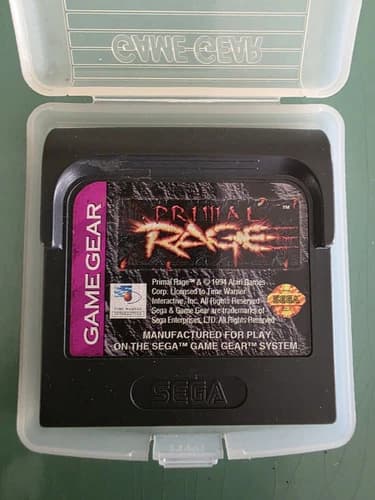 GAME GEAR
GAME GEAR
PRIMAL
RAGE
TM
Primal Rage™ & © 1994 Atari Games
Corp. Licensed to Time Warner
Interactive, Inc. All Rights Reserved
Sega & Game Gear are trademarks of
Sega Enterprises, LTD. All Rights Reserved
MANUFACTURED FOR PLAY
ON THE SEGA™ GAME GEAR™ SYSTEM.
SEGA
SEGA